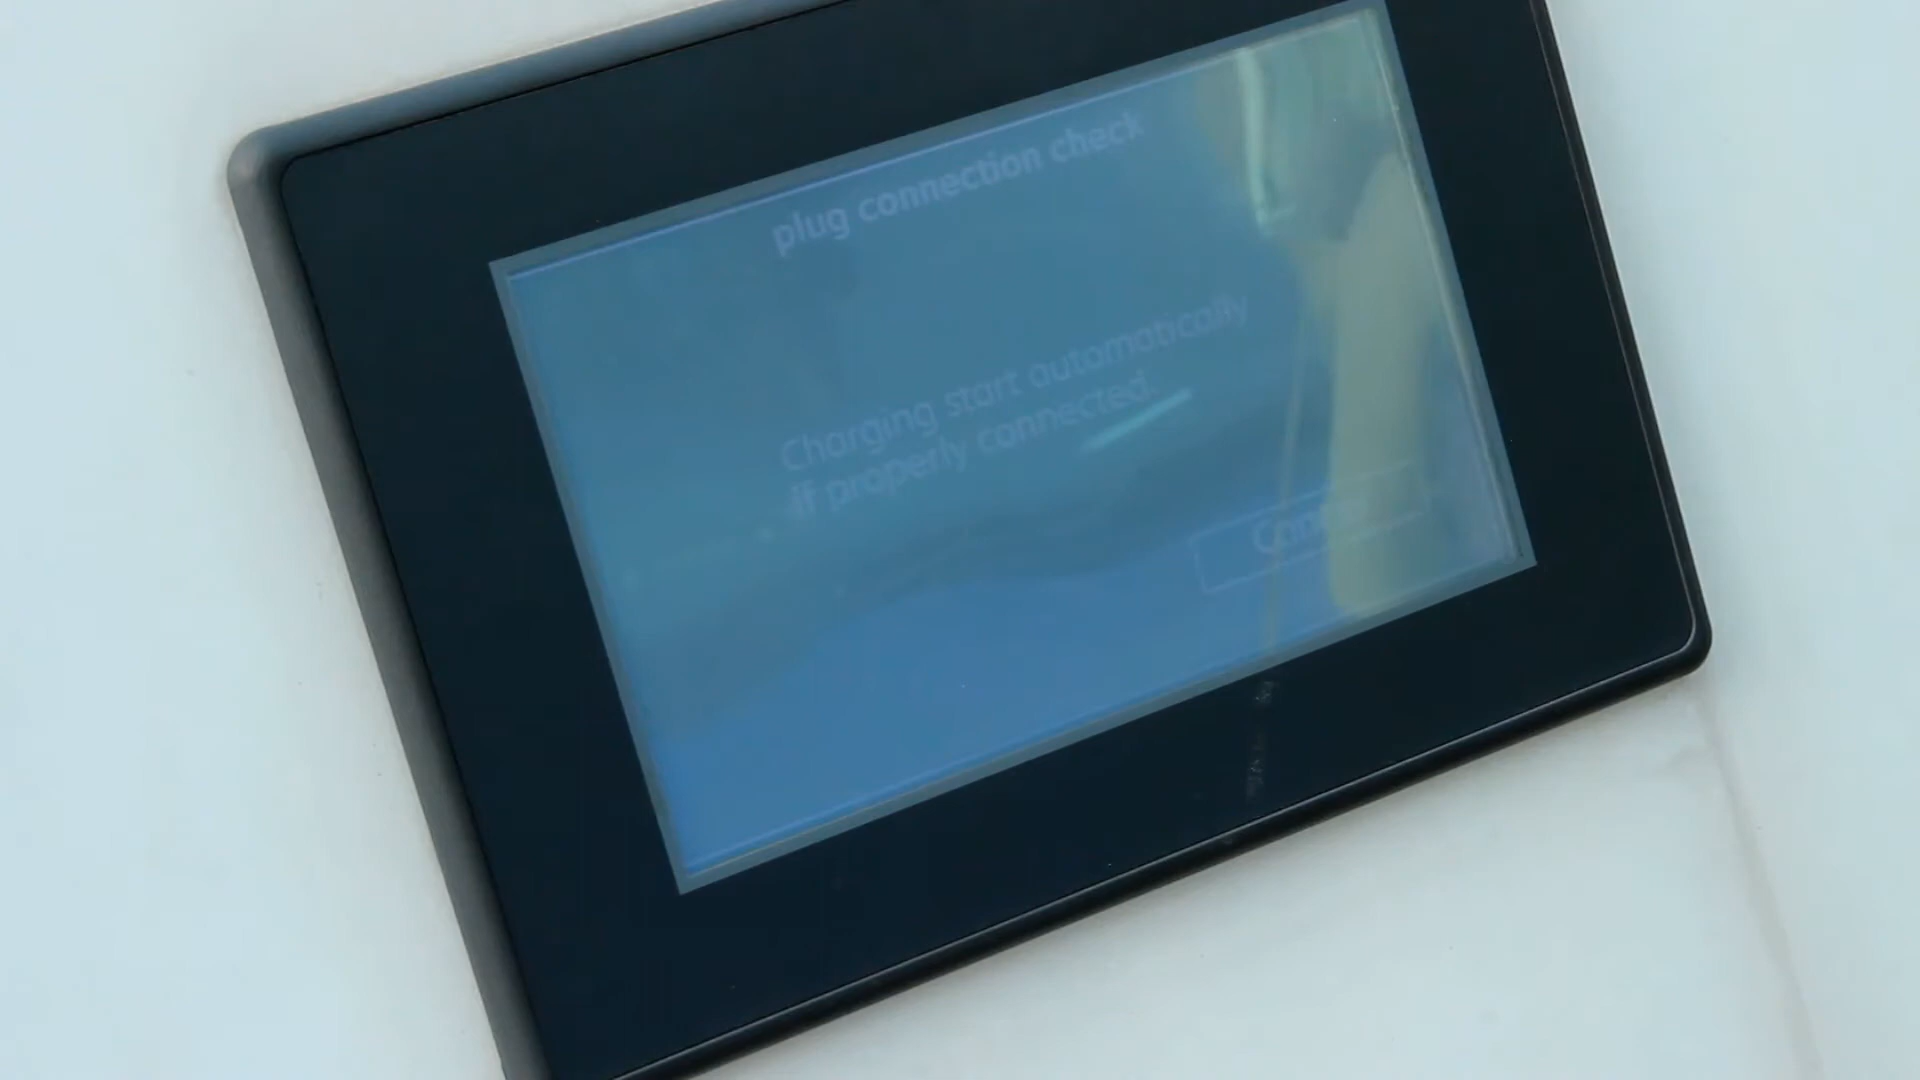 plug connection check
Charging start automatically
if properly connected.